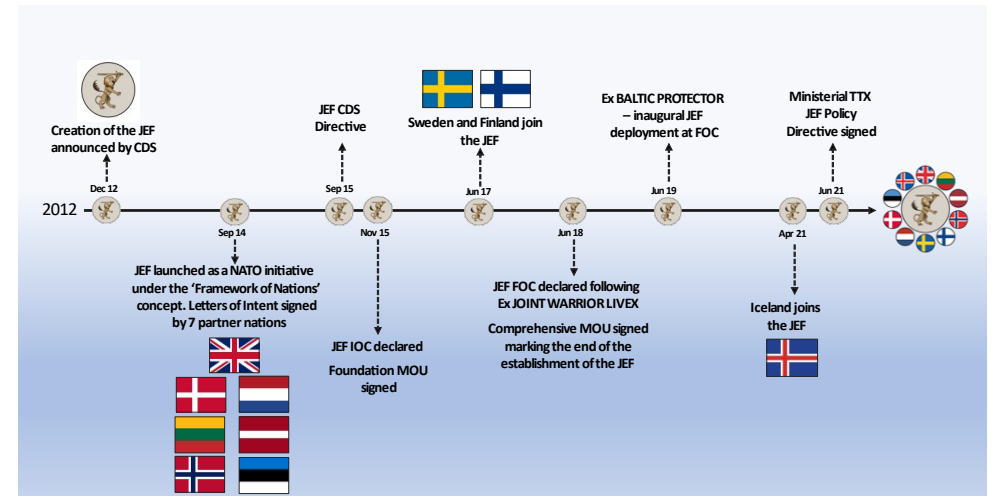 Creation of the JEF
announced by CDS
Dec 12
2012
Sep 14
JEF launched as a NATO initiative
under the ‘Framework of Nations’
concept. Letters of Intent signed
by 7 partner nations
JEF CDS
Directive
Sep 15
Nov 15
JEF IOC declared
Foundation MOU
signed
Sweden and Finland join
the JEF
Jun 17
Jun 18
JEF FOC declared following
Ex JOINT WARRIOR LIVEX
Comprehensive MOU signed
marking the end of the
establishment of the JEF
Ex BALTIC PROTECTOR
– inaugural JEF
deployment at FOC
Jun 19
Apr 21
Iceland joins
the JEF
Ministerial TTX
JEF Policy
Directive signed
Jun 21